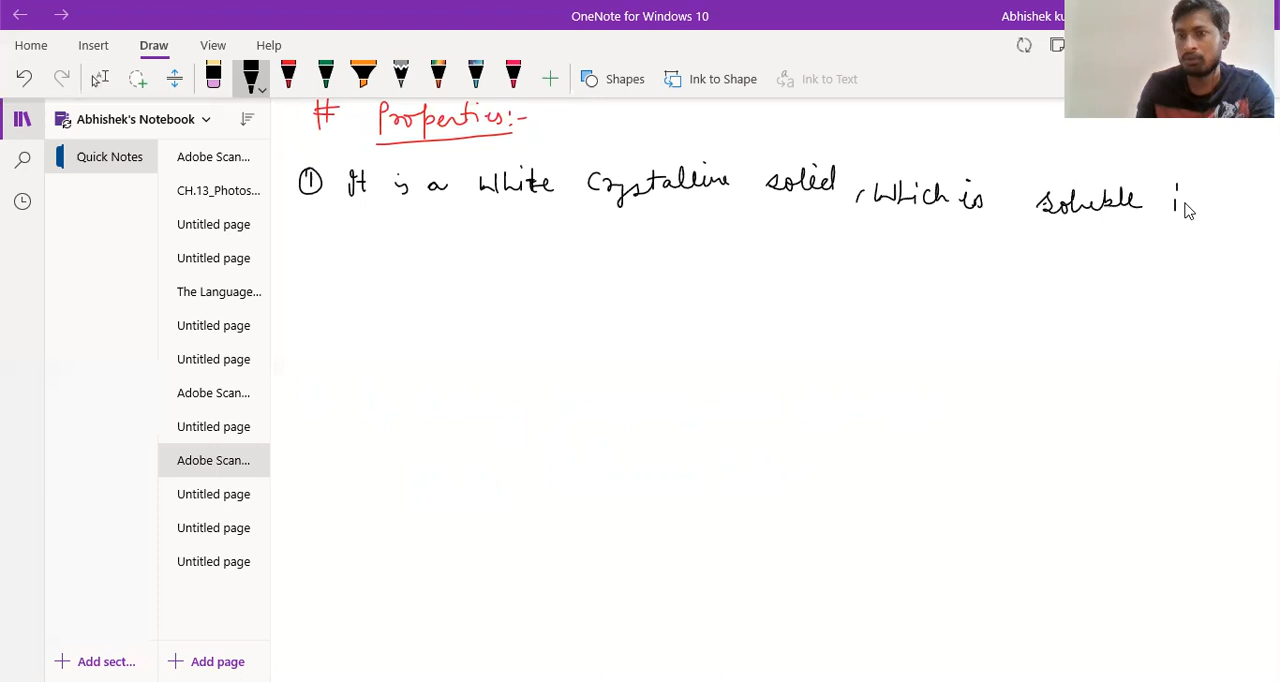 OneNote for Windows 10
Abhishek ku
Home Insert Draw View Help
Shapes Ink to Shape Ink to Text
Abhishek's Notebook
Quick Notes
Adobe Scan...
CH.13_Photos...
Untitled page
Untitled page
The Language...
Untitled page
Untitled page
Adobe Scan...
Untitled page
Adobe Scan...
Untitled page
Untitled page
Untitled page
Add sect...
Add page
# Properties:-
① It is a white crystalline solid, which is soluble i